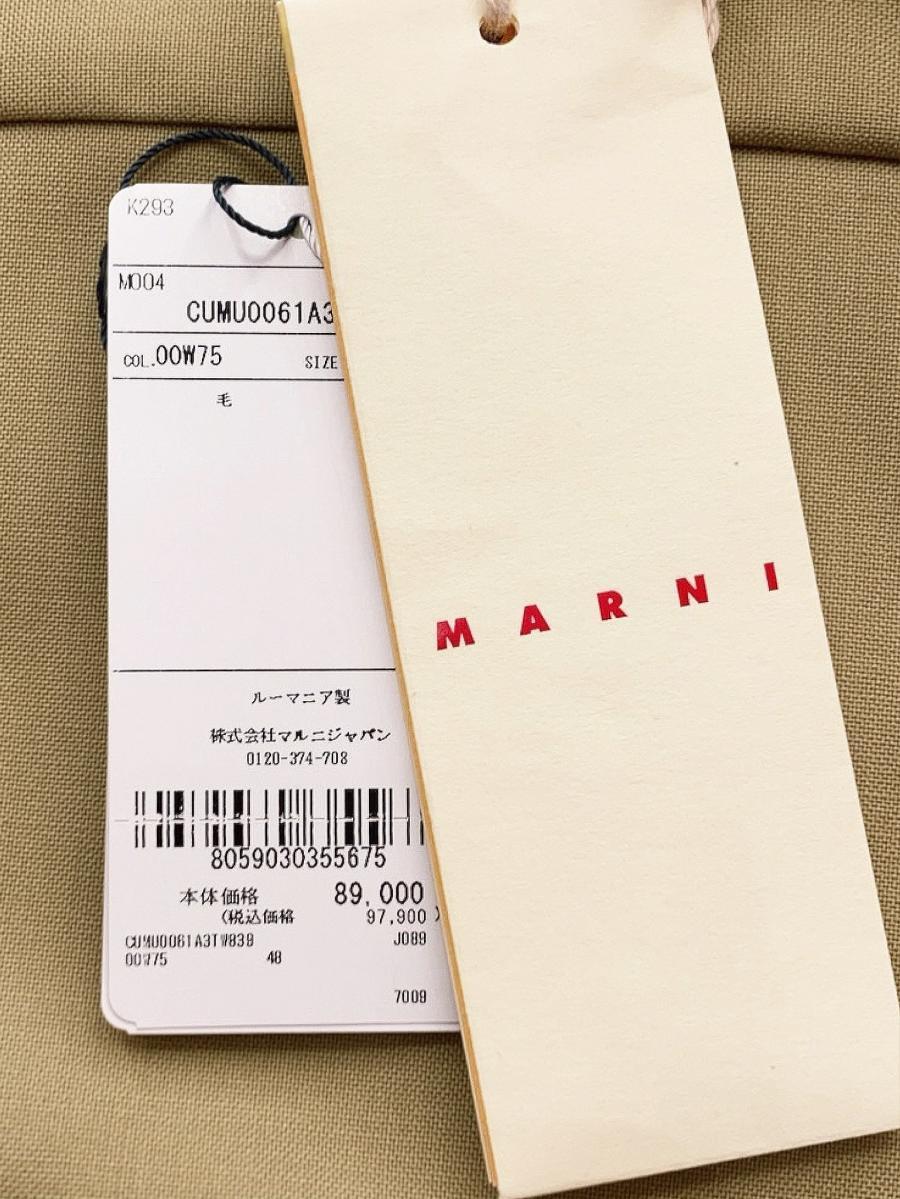 K293
M004
CUMU0061A3
COL.00W75 SIZE
毛
ルーマニア製
株式会社マルニジャパン
0120-374-708
8059030355675
本体価格 89,000
(税込価格 97,900 )
CUMU0061A3TW839 J089
00W75 48
7009
MARNI